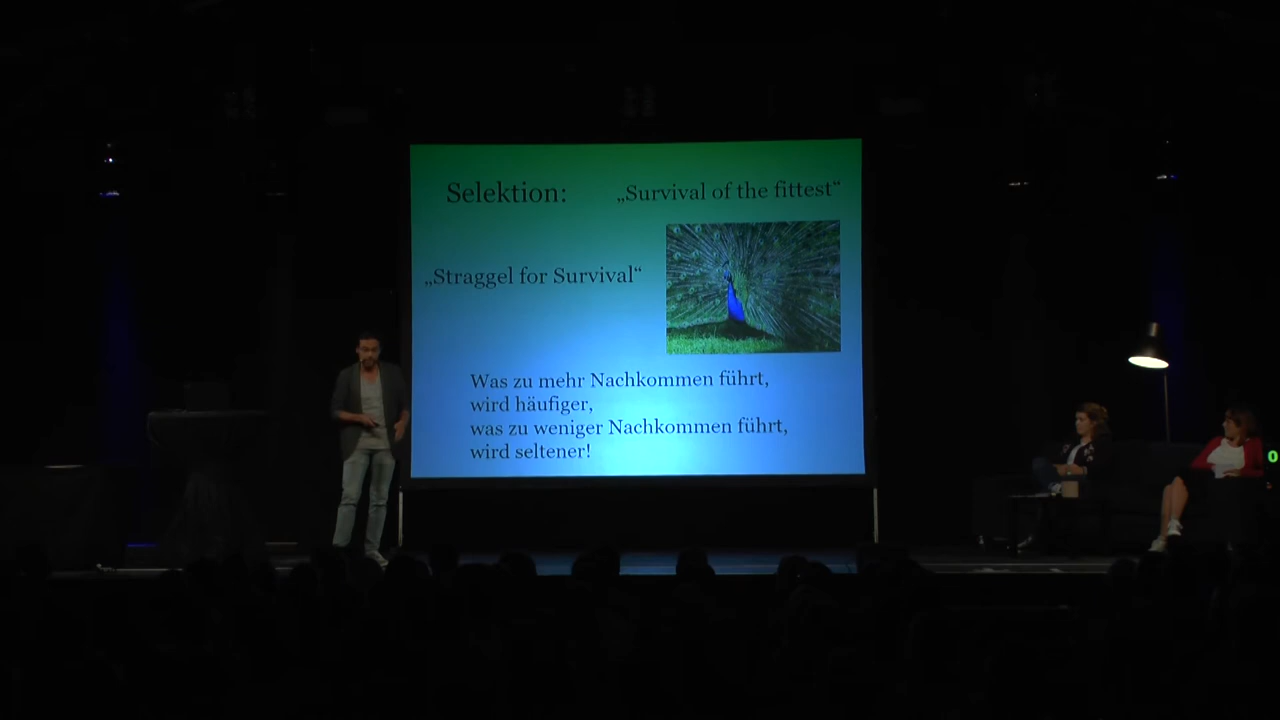 Selektion:
„Survival of the fittest“
„Straggel for Survival“
Was zu mehr Nachkommen führt,
wird häufiger,
was zu weniger Nachkommen führt,
wird seltener!
0